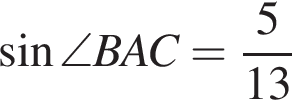 sin∠BAC = 5/13